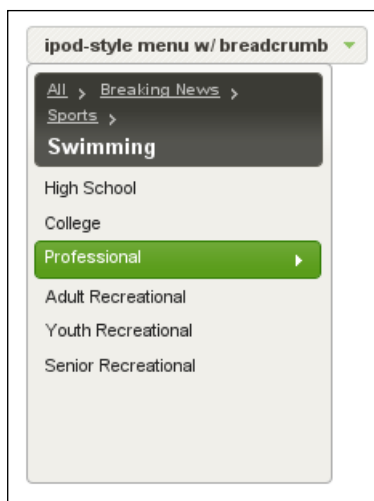 ipod-style menu w/ breadcrumb
All > Breaking News >
Sports >
Swimming
High School
College
Professional
Adult Recreational
Youth Recreational
Senior Recreational